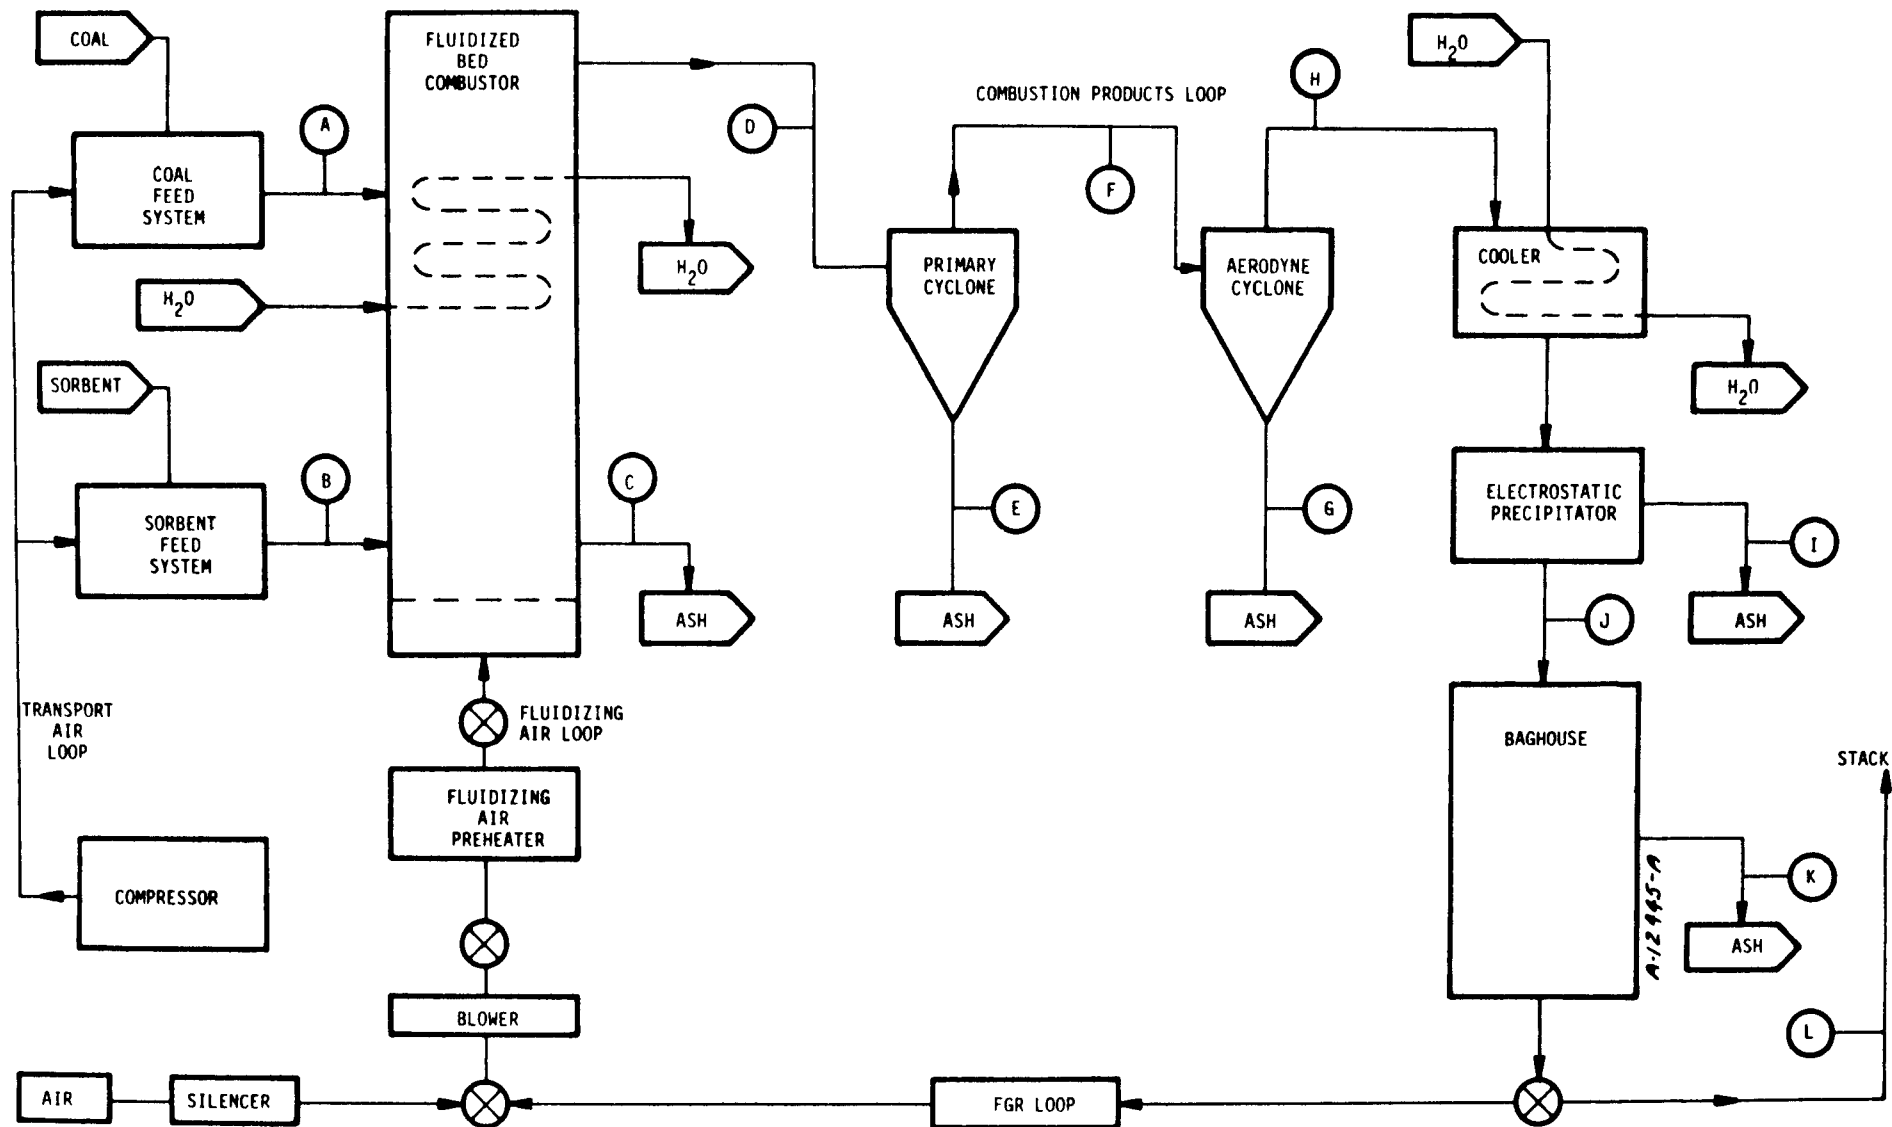 COAL
FLUIDIZED
BED
COMBUSTOR
H2O
A
D
COMBUSTION PRODUCTS LOOP
H
COAL
FEED
SYSTEM
F
H2O
H2O
PRIMARY
CYCLONE
AERODYNE
CYCLONE
COOLER
H2O
SORBENT
B
C
E
G
ELECTROSTATIC
PRECIPITATOR
I
SORBENT
FEED
SYSTEM
ASH
ASH
ASH
ASH
J
TRANSPORT
AIR
LOOP
FLUIDIZING
AIR LOOP
BAGHOUSE
STACK
FLUIDIZING
AIR
PREHEATER
COMPRESSOR
K
A-12445-A
ASH
BLOWER
L
AIR
SILENCER
FGR LOOP